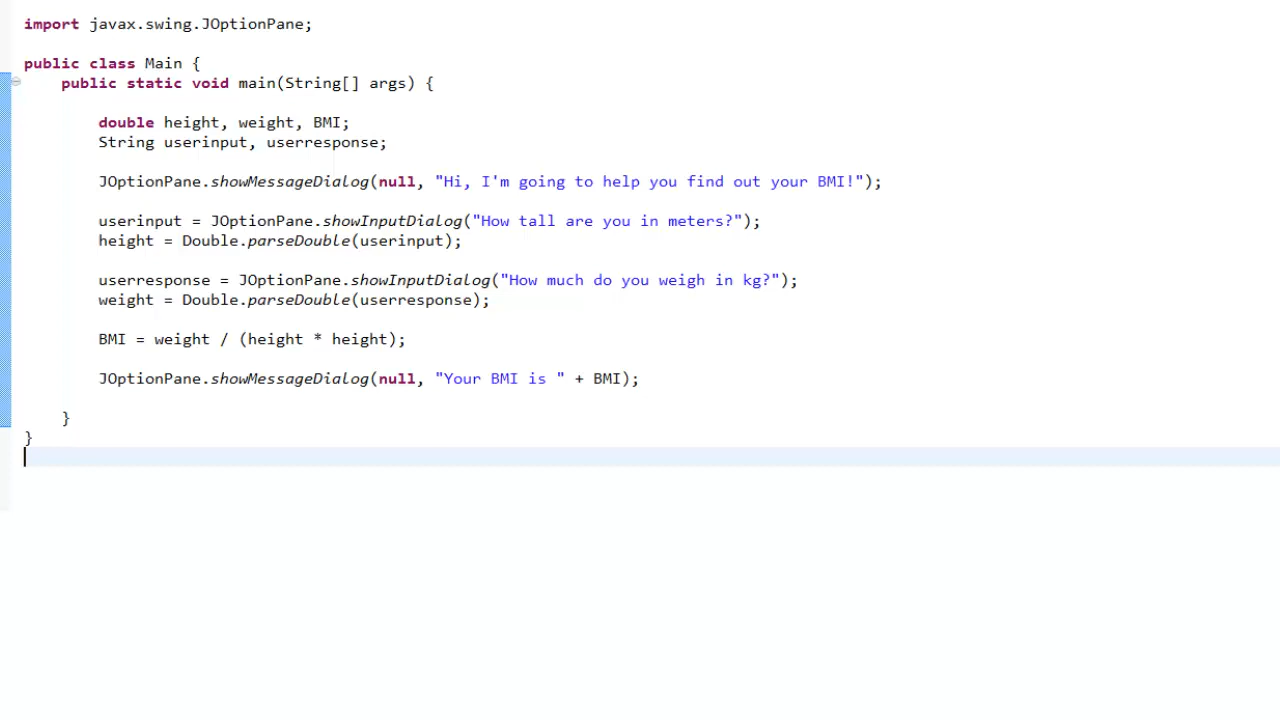 import javax.swing.JOptionPane;
public class Main {
public static void main(String[] args) {
double height, weight, BMI;
String userinput, userresponse;
JOptionPane.showMessageDialog(null, "Hi, I'm going to help you find out your BMI!");
userinput = JOptionPane.showInputDialog("How tall are you in meters?");
height = Double.parseDouble(userinput);
userresponse = JOptionPane.showInputDialog("How much do you weigh in kg?");
weight = Double.parseDouble(userresponse);
BMI = weight / (height * height);
JOptionPane.showMessageDialog(null, "Your BMI is " + BMI);
}
}